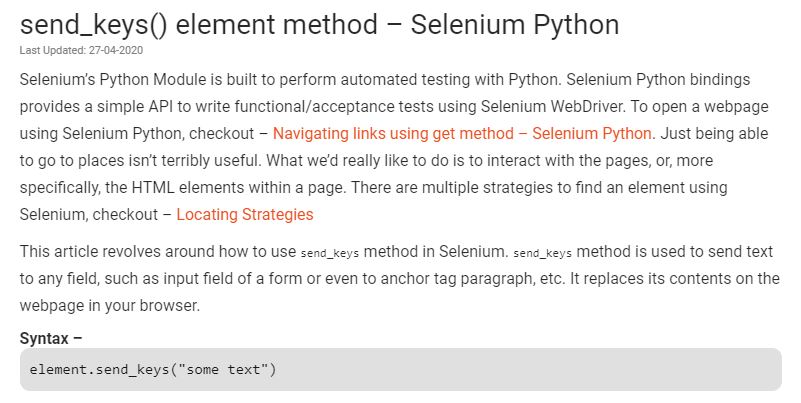 send_keys() element method – Selenium Python
Last Updated: 27-04-2020
Selenium’s Python Module is built to perform automated testing with Python. Selenium Python bindings
provides a simple API to write functional/acceptance tests using Selenium WebDriver. To open a webpage
using Selenium Python, checkout – Navigating links using get method – Selenium Python. Just being able
to go to places isn’t terribly useful. What we’d really like to do is to interact with the pages, or, more
specifically, the HTML elements within a page. There are multiple strategies to find an element using
Selenium, checkout – Locating Strategies
This article revolves around how to use send_keys method in Selenium. send_keys method is used to send text
to any field, such as input field of a form or even to anchor tag paragraph, etc. It replaces its contents on the
webpage in your browser.
Syntax –
element.send_keys("some text")